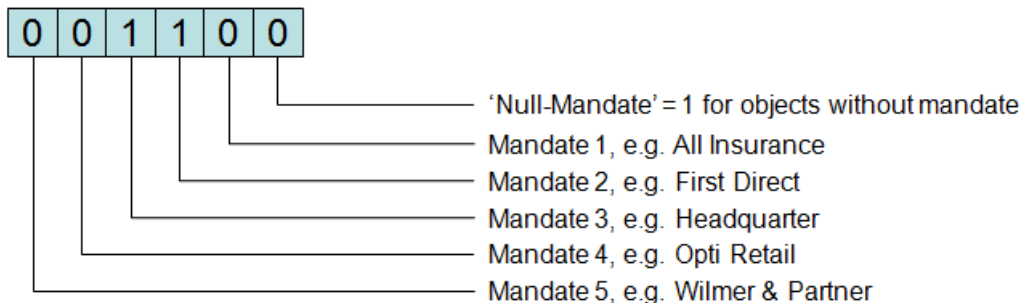 0 0 1 1 0 0
‘Null-Mandate’ = 1 for objects without mandate
Mandate 1, e.g. All Insurance
Mandate 2, e.g. First Direct
Mandate 3, e.g. Headquarter
Mandate 4, e.g. Opti Retail
Mandate 5, e.g. Wilmer & Partner